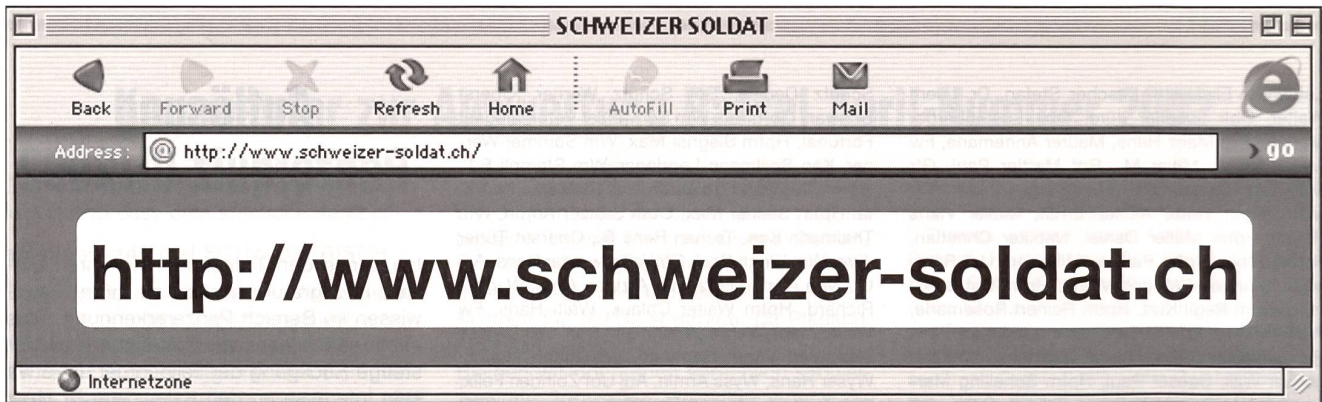 SCHWEIZER SOLDAT
Back Forward Stop Refresh Home AutoFill Print Mail
Address: @ http://www.schweizer-soldat.ch/ › go
http://www.schweizer-soldat.ch
Internetzone